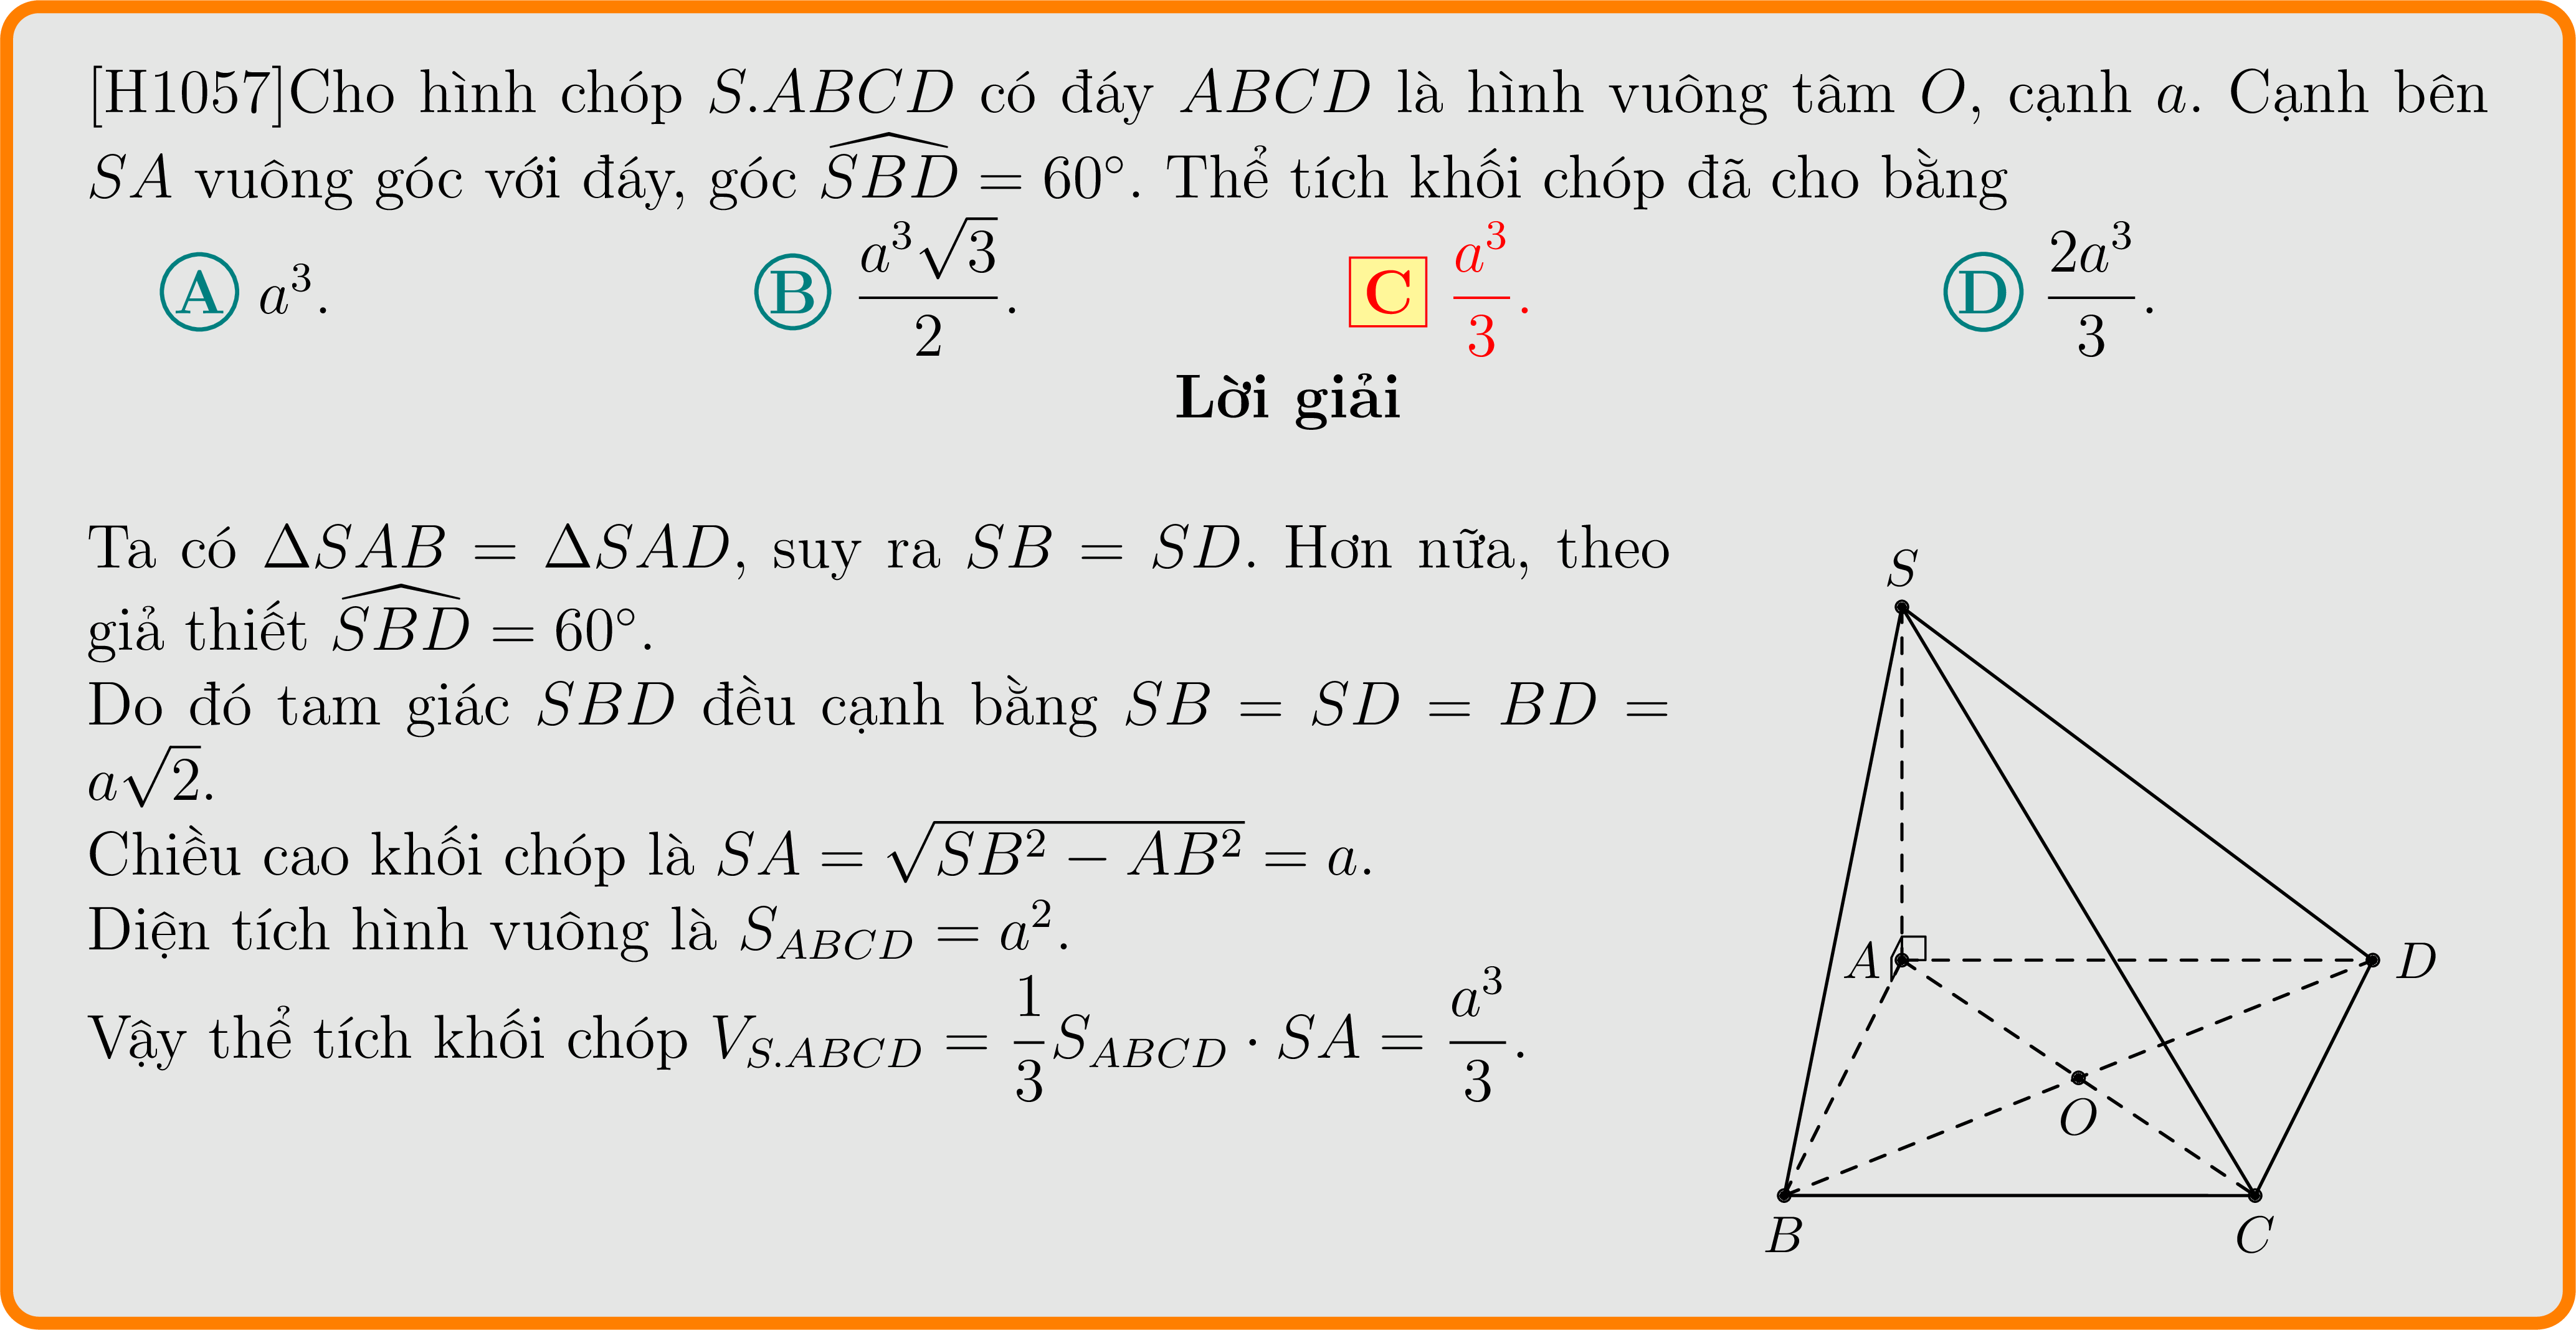 [H1057]Cho hình chóp S.ABCD có đáy ABCD là hình vuông tâm O, cạnh a. Cạnh bên
SA vuông góc với đáy, góc $\widehat{SBD} = 60^\circ$. Thể tích khối chóp đã cho bằng
A $a^3$. B $\frac{a^3\sqrt{3}}{2}$. C $\frac{a^3}{3}$. D $\frac{2a^3}{3}$.
Lời giải
Ta có ΔSAB = ΔSAD, suy ra SB = SD. Hơn nữa, theo
giả thiết $\widehat{SBD} = 60^\circ$.
Do đó tam giác SBD đều cạnh bằng SB = SD = BD =
$a\sqrt{2}$.
Chiều cao khối chóp là $SA = \sqrt{SB^2 - AB^2} = a$.
Diện tích hình vuông là $S_{ABCD} = a^2$.
Vậy thể tích khối chóp $V_{S.ABCD} = \frac{1}{3}S_{ABCD} \cdot SA = \frac{a^3}{3}$.
S
A
D
O
B
C